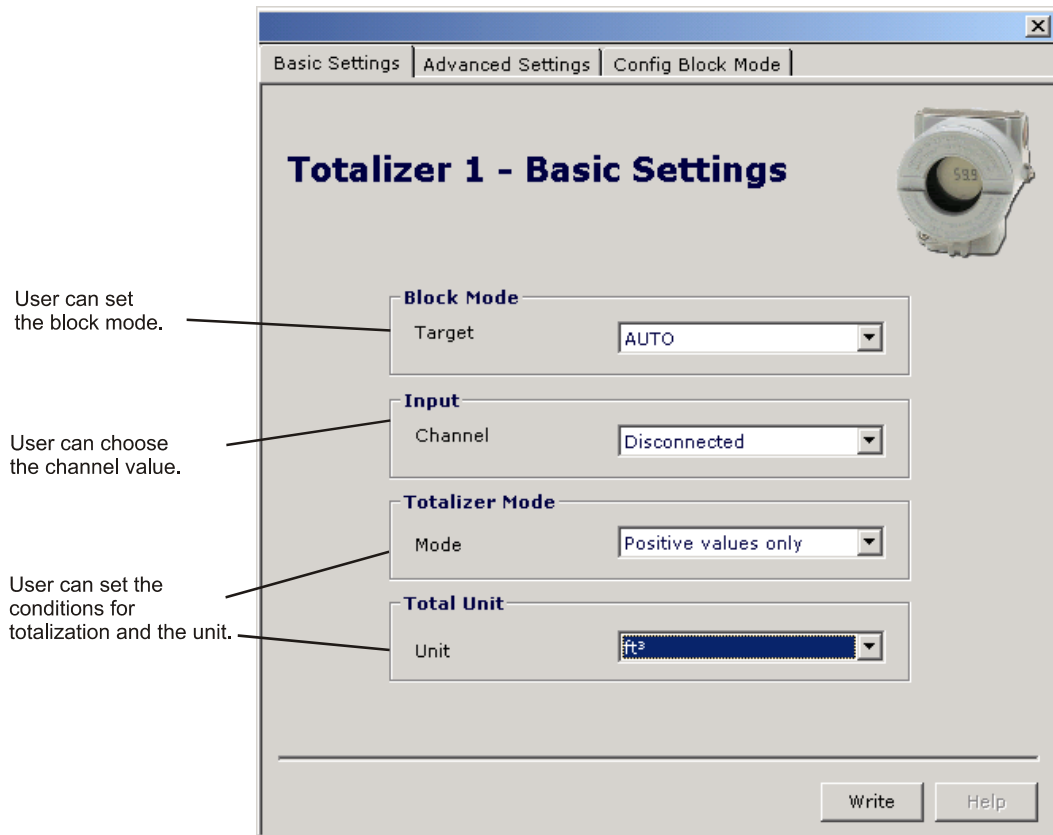 Basic Settings Advanced Settings Config Block Mode
Totalizer 1 - Basic Settings
59.9
User can set
the block mode.
Block Mode
Target AUTO
User can choose
the channel value.
Input
Channel Disconnected
Totalizer Mode
Mode Positive values only
User can set the
conditions for
totalization and the unit.
Total Unit
Unit ft³
Write Help